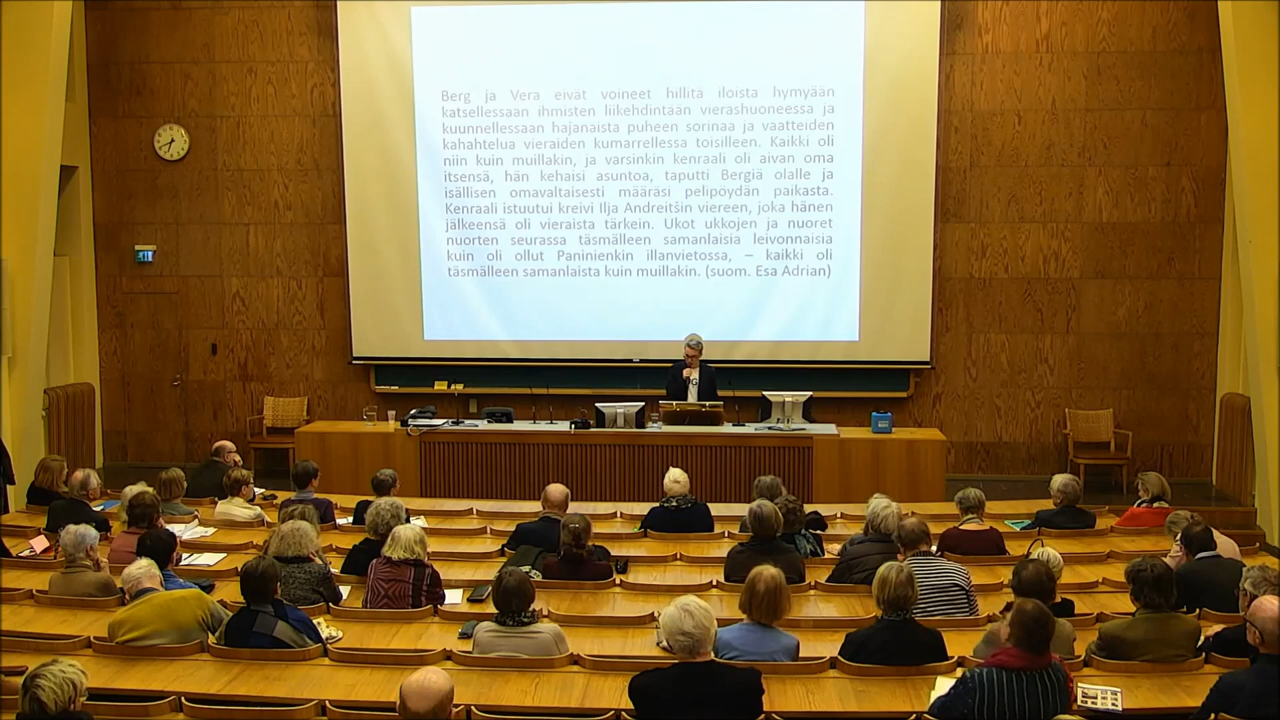 Berg ja Vera eivät voineet hillitä iloista hymyään
katsellessaan ihmisten liikehdintään vierashuoneessa ja
kuunnellessaan hajanaista puheen sorinaa ja vaatteiden
kahahtelua vieraiden kumarrellessa toisilleen. Kaikki oli
niin kuin muillakin, ja varsinkin kenraali oli aivan oma
itsensä, hän kehaisi asuntoa, taputti Bergiä olalle ja
isällisen omavaltaisesti määräsi pelipöydän paikasta.
Kenraali istuutui kreivi Ilja Andreitšin viereen, joka hänen
jälkeensä oli vieraista tärkein. Ukot ukkojen ja nuoret
nuorten seurassa täsmälleen samanlaisia leivonnaisia
kuin oli ollut Paninienkin illanvietossa, – kaikki oli
täsmälleen samanlaista kuin muillakin. (suom. Esa Adrian)